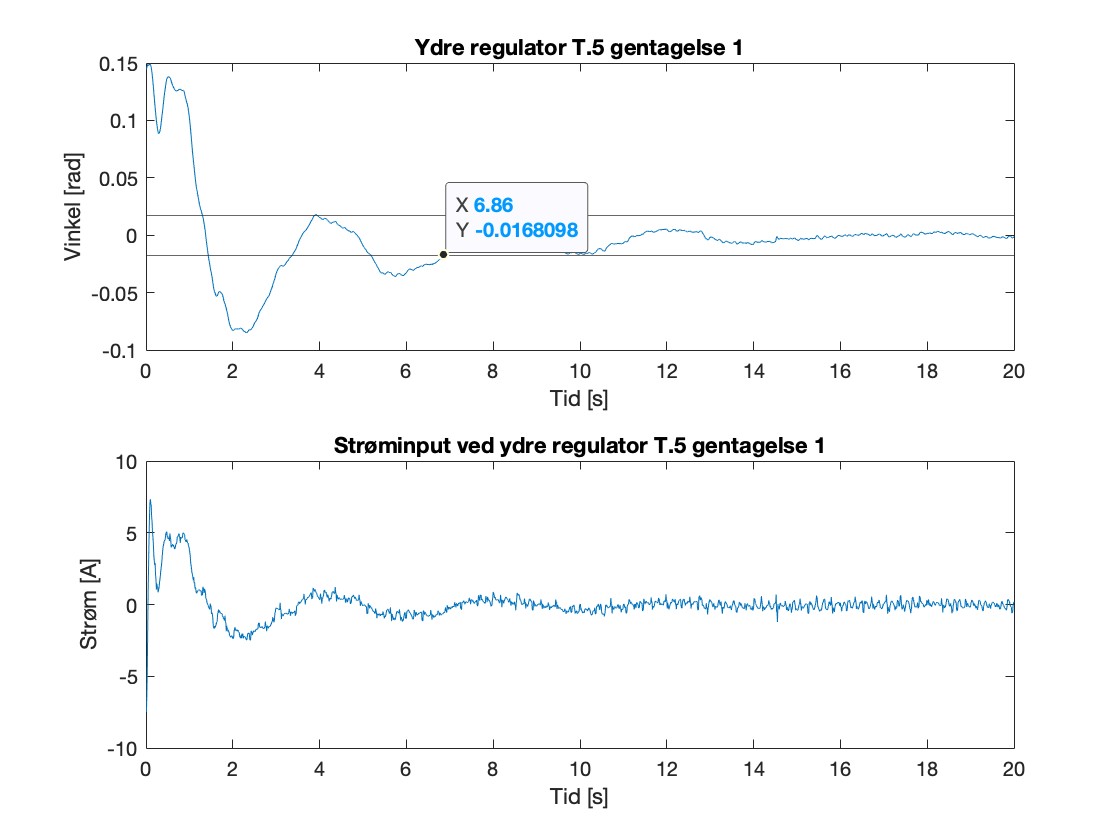 Ydre regulator T.5 gentagelse 1
0.15
0.1
0.05
0
-0.05
-0.1
Vinkel [rad]
X 6.86
Y -0.0168098
0 2 4 6 8 10 12 14 16 18 20
Tid [s]
Strøminput ved ydre regulator T.5 gentagelse 1
10
5
0
-5
-10
Strøm [A]
0 2 4 6 8 10 12 14 16 18 20
Tid [s]